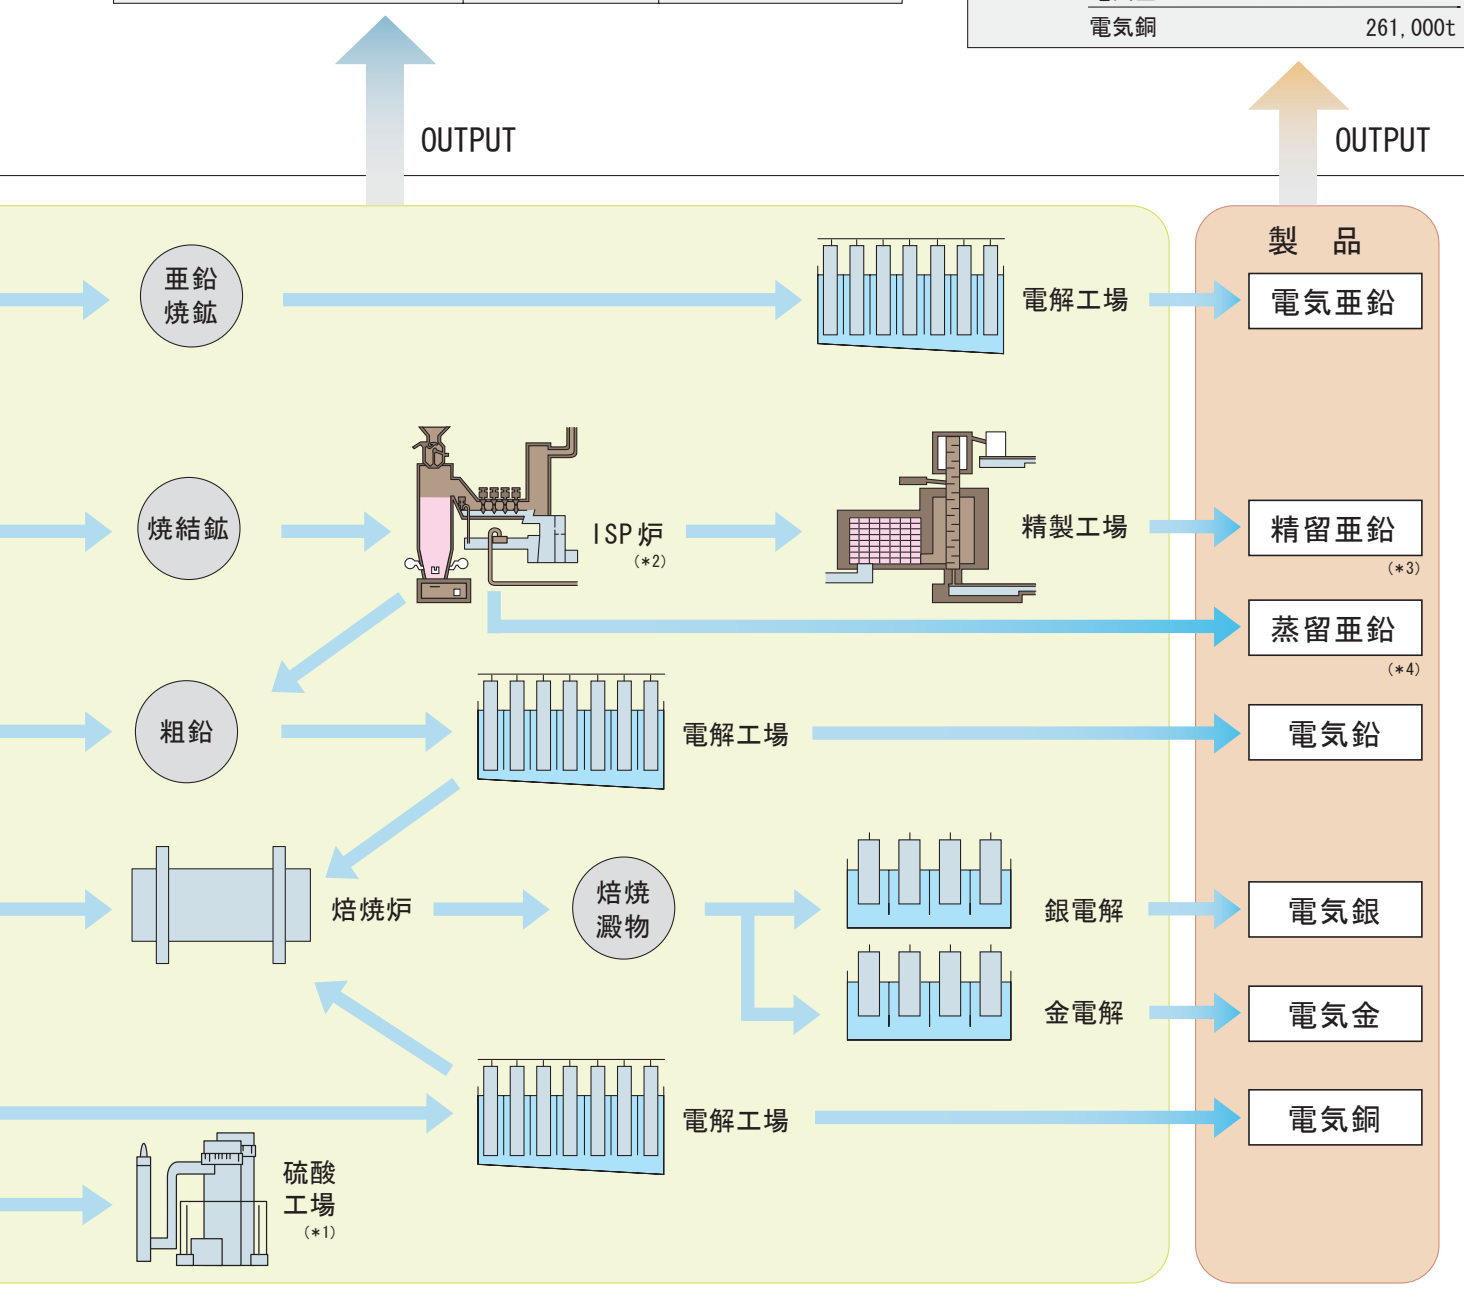 電気銅 261,000t
OUTPUT
OUTPUT
製 品
亜鉛
焼鉱
電解工場
電気亜鉛
焼結鉱
ISP炉
(*2)
精製工場
精留亜鉛
(*3)
蒸留亜鉛
(*4)
粗鉛
電解工場
電気鉛
焙焼炉
焙焼
澱物
銀電解
電気銀
金電解
電気金
電解工場
電気銅
硫酸
工場
(*1)